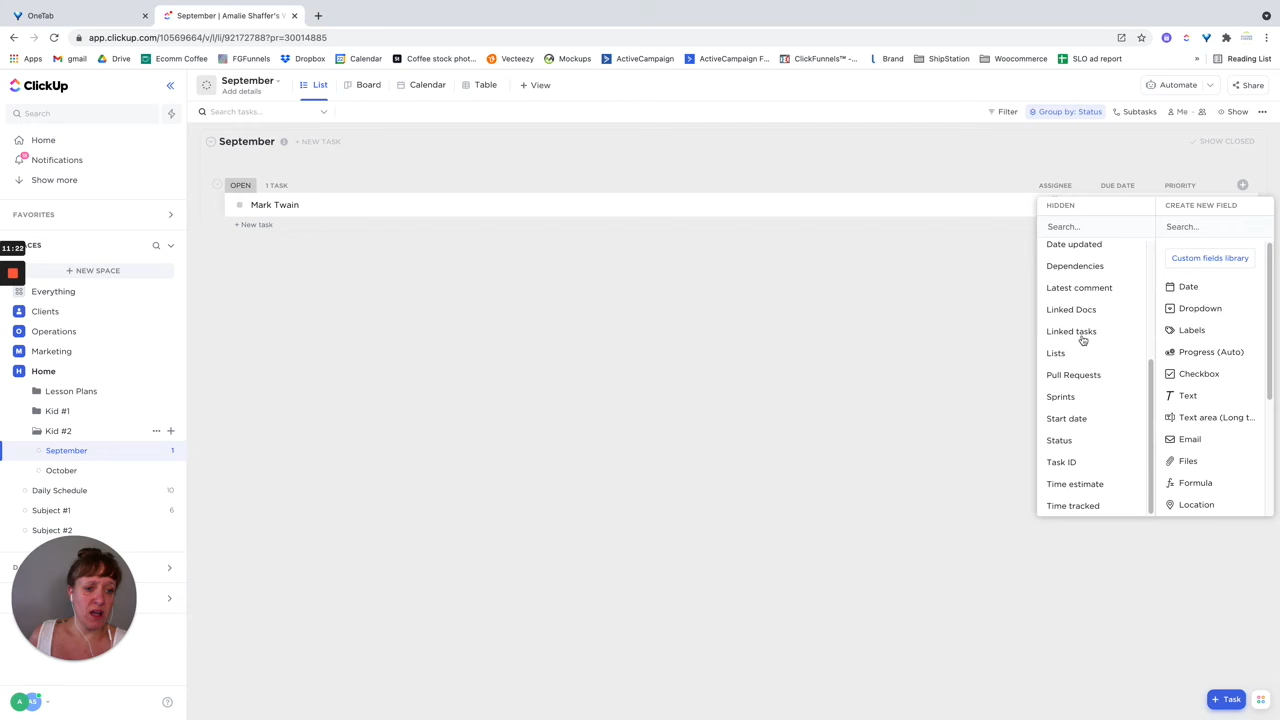 OneTab
September | Amalie Shaffer's
app.clickup.com/10569664/v/l/li/92172788?pr=30014885
Apps
gmail
Drive
Ecomm Coffee
FGFunnels
Dropbox
Calendar
Coffee stock phot...
Vecteezy
Mockups
ActiveCampaign
ActiveCampaign F...
ClickFunnels™ -...
Brand
ShipStation
Woocommerce
SLO ad report
»
Reading List
ClickUp
September
Add details
List
Board
Calendar
Table
+ View
Automate
Share
Search
Search tasks...
Filter
Group by: Status
Subtasks
Me
Show
Home
Notifications
Show more
FAVORITES
11:22
CES
+ NEW SPACE
Everything
Clients
Operations
Marketing
H Home
Lesson Plans
Kid #1
Kid #2
September 1
October
Daily Schedule 10
Subject #1 6
Subject #2
A AS
September
+ NEW TASK
SHOW CLOSED
OPEN 1 TASK
ASSIGNEE
DUE DATE
PRIORITY
Mark Twain
+ New task
HIDDEN
Search...
Date updated
Dependencies
Latest comment
Linked Docs
Linked tasks
Lists
Pull Requests
Sprints
Start date
Status
Task ID
Time estimate
Time tracked
CREATE NEW FIELD
Search...
Custom fields library
Date
Dropdown
Labels
Progress (Auto)
Checkbox
Text
Text area (Long t...
Email
Files
Formula
Location
+ Task